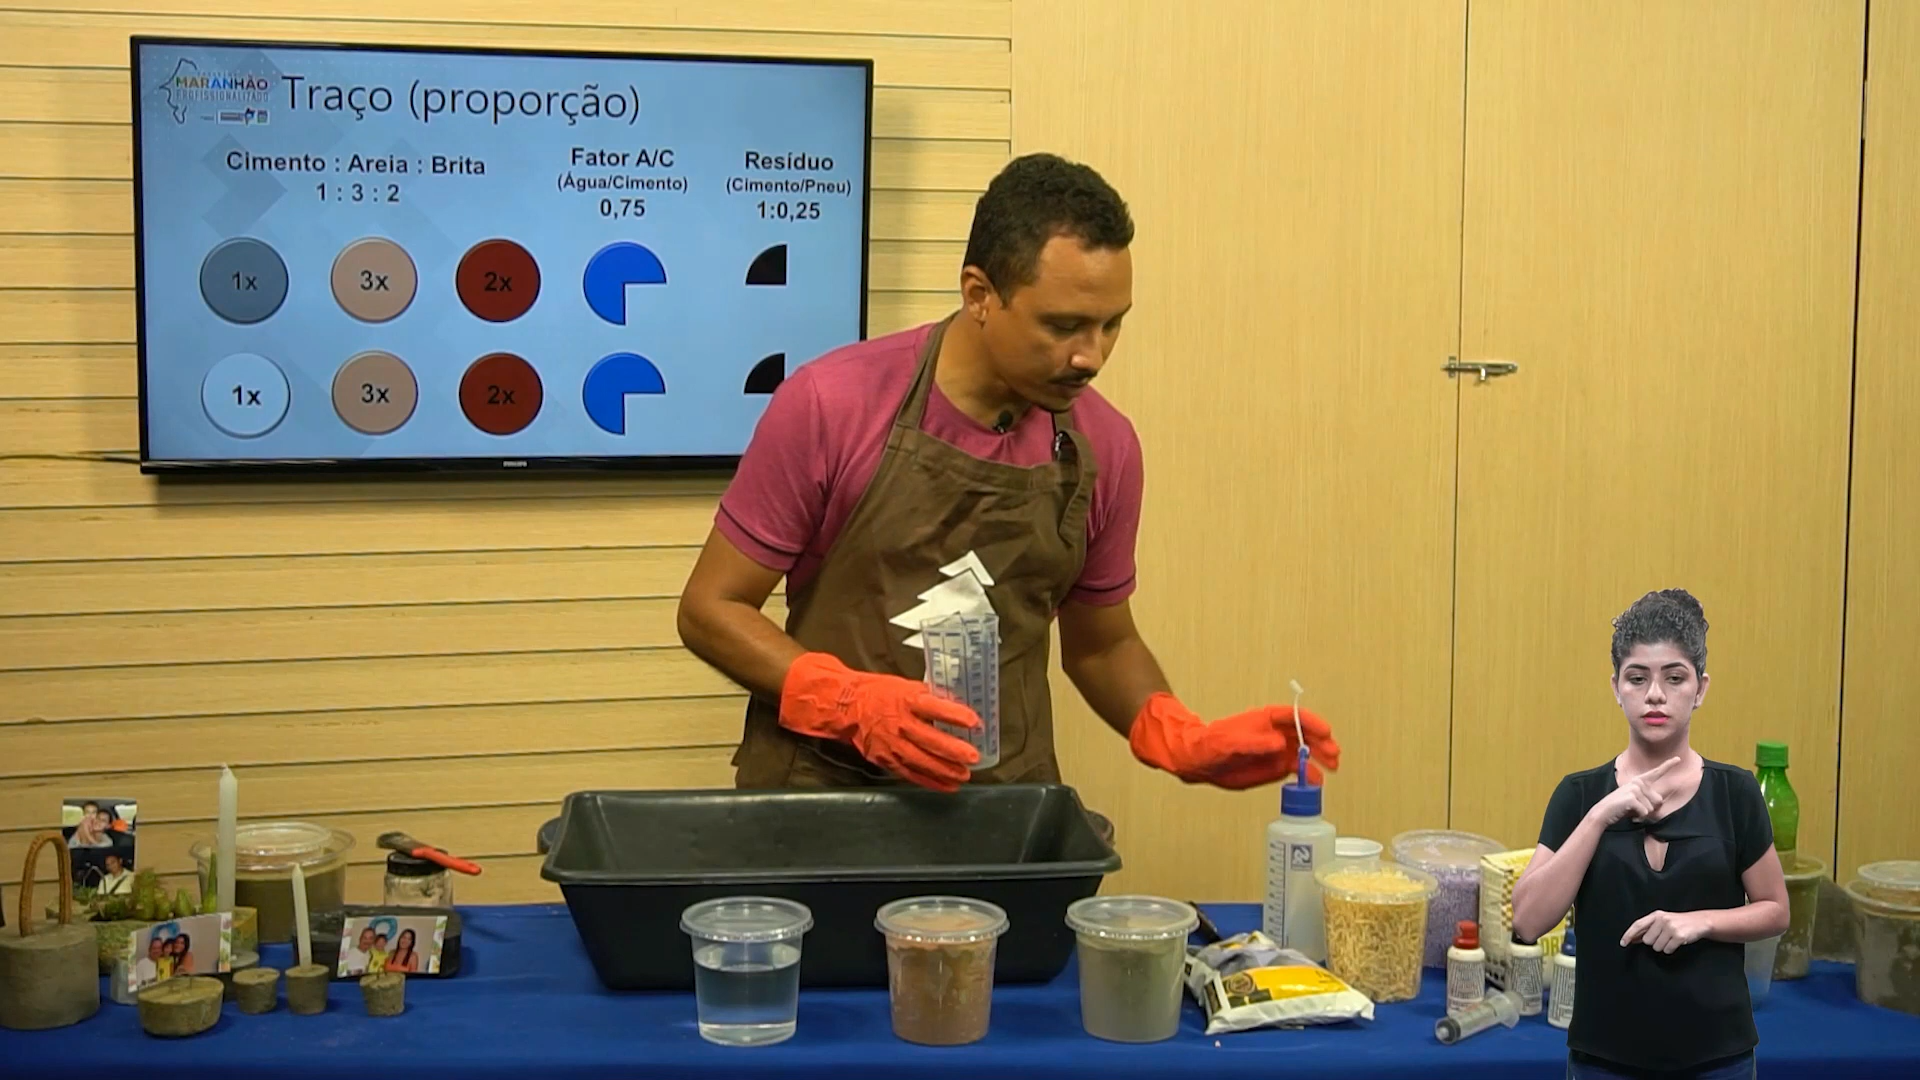 MARANHÃO
PROFISSIONALIZADO
Traço (proporção)
Cimento : Areia : Brita
1 : 3 : 2
Fator A/C
(Água/Cimento)
0,75
Resíduo
(Cimento/Pneu)
1:0,25
1x
3x
2x
1x
3x
2x